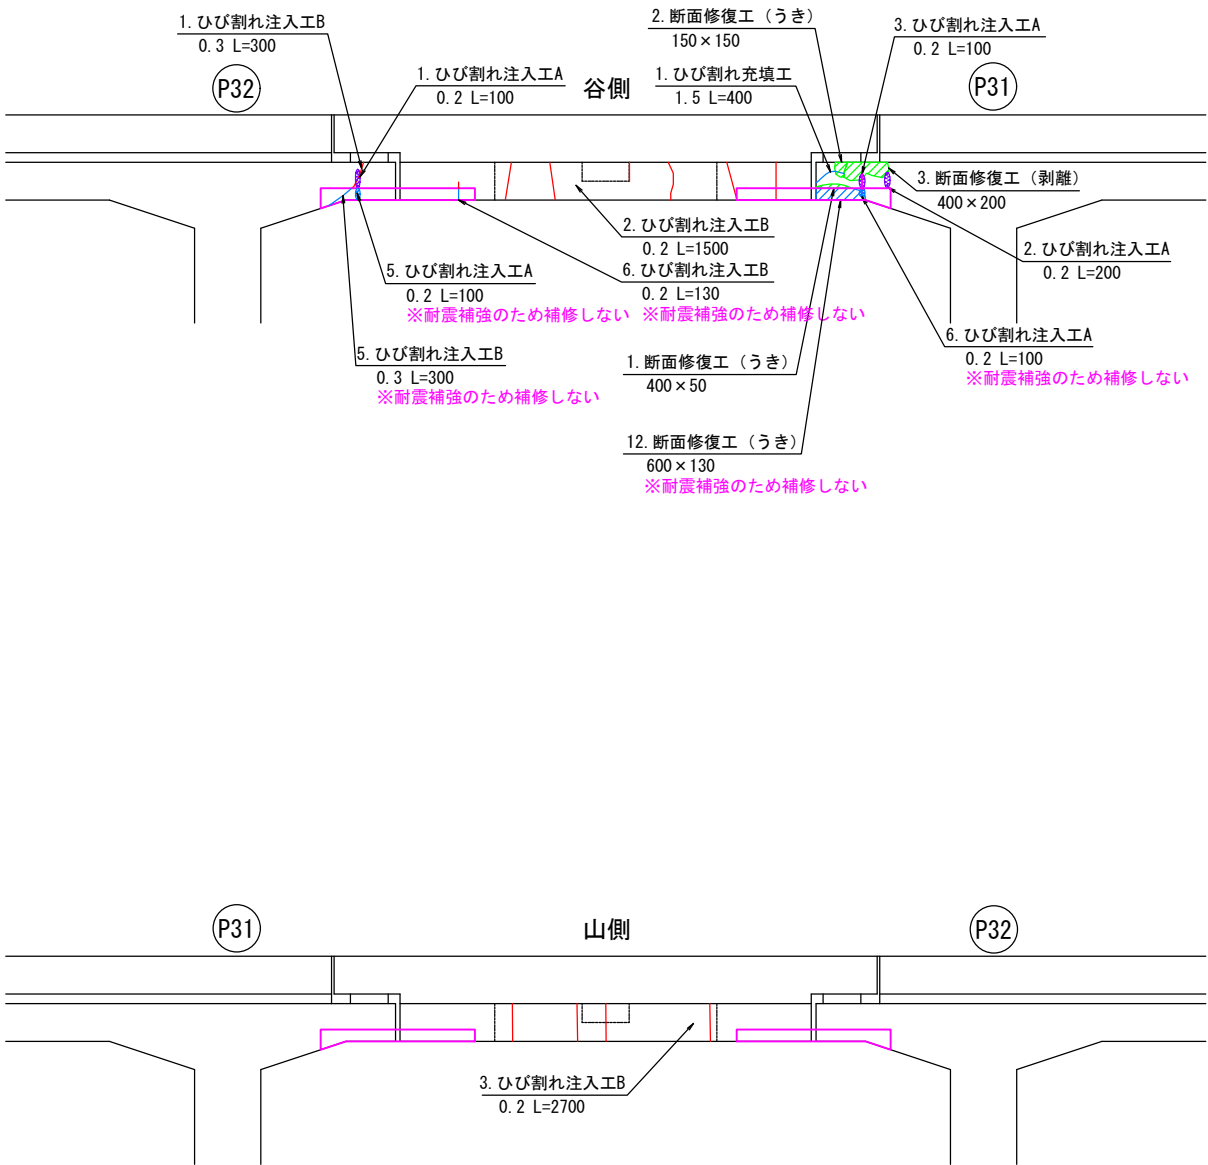 1. ひび割れ注入工B
0.3 L=300
2. 断面修復工（うき）
150×150
3. ひび割れ注入工A
0.2 L=100
P32
1. ひび割れ注入工A
0.2 L=100
谷側
1. ひび割れ充填工
1.5 L=400
P31
3. 断面修復工（剥離）
400×200
2. ひび割れ注入工B
0.2 L=1500
2. ひび割れ注入工A
0.2 L=200
5. ひび割れ注入工A
0.2 L=100
※耐震補強のため補修しない
6. ひび割れ注入工B
0.2 L=130
※耐震補強のため補修しない
6. ひび割れ注入工A
0.2 L=100
※耐震補強のため補修しない
5. ひび割れ注入工B
0.3 L=300
※耐震補強のため補修しない
1. 断面修復工（うき）
400×50
12. 断面修復工（うき）
600×130
※耐震補強のため補修しない
P31
山側
P32
3. ひび割れ注入工B
0.2 L=2700